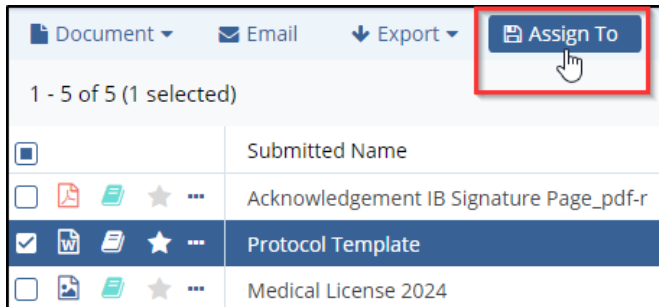 Document Email Export Assign To
1 - 5 of 5 (1 selected)
Submitted Name
Acknowledgement IB Signature Page_pdf-r
Protocol Template
Medical License 2024